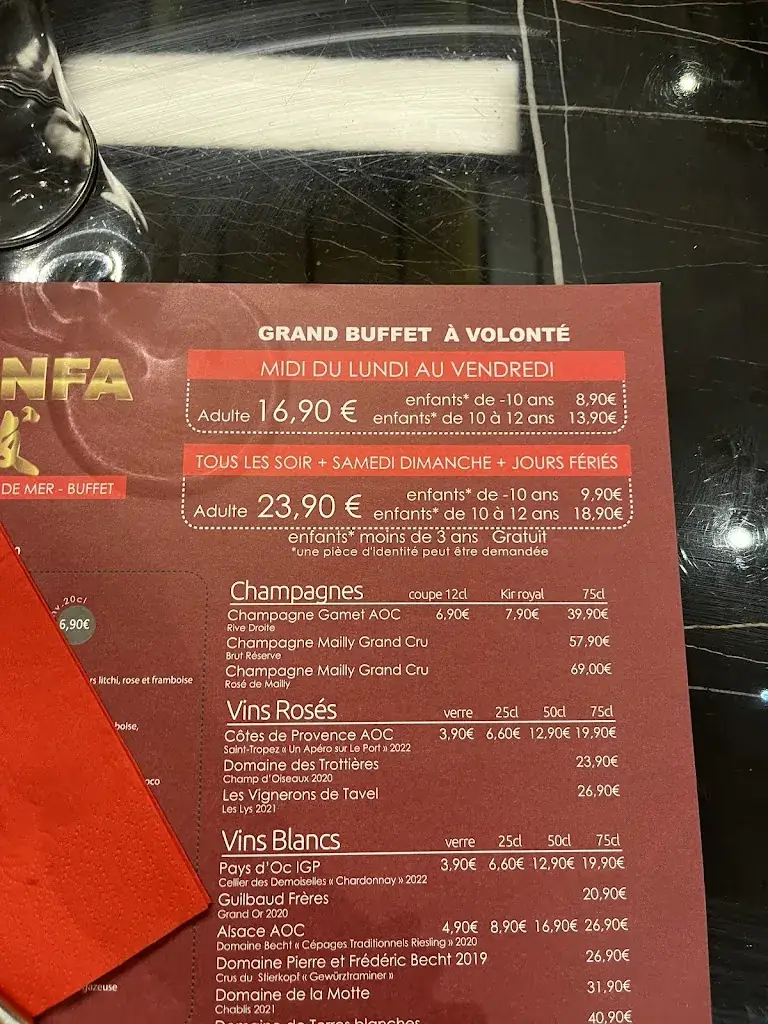 NFA
DE MER - BUFFET
6,90€
rs litchi, rose et framboise
gazeuse
GRAND BUFFET À VOLONTÉ
MIDI DU LUNDI AU VENDREDI
Adulte 16,90 € enfants* de -10 ans 8,90€
enfants* de 10 à 12 ans 13,90€
TOUS LES SOIR + SAMEDI DIMANCHE + JOURS FÉRIÉS
Adulte 23,90 € enfants* de -10 ans 9,90€
enfants* de 10 à 12 ans 18,90€
enfants* moins de 3 ans Gratuit
*une pièce d'identité peut être demandée
Champagnes coupe 12cl Kir royal 75cl
Champagne Gamet AOC 6,90€ 7,90€ 39,90€
Rive Droite
Champagne Mailly Grand Cru 57,90€
Brut Réserve
Champagne Mailly Grand Cru 69,00€
Rosé de Mailly
Vins Rosés verre 25cl 50cl 75cl
Côtes de Provence AOC 3,90€ 6,60€ 12,90€ 19,90€
Saint-Tropez « Un Apéro sur Le Port » 2022
Domaine des Trottières 23,90€
Champ d'Oiseaux 2020
Les Vignerons de Tavel 26,90€
Les Lys 2021
Vins Blancs verre 25cl 50cl 75cl
Pays d'Oc IGP 3,90€ 6,60€ 12,90€ 19,90€
Cellier des Demoiselles « Chardonnay » 2022
Guilbaud Frères 20,90€
Grand Or 2020
Alsace AOC 4,90€ 8,90€ 16,90€ 26,90€
Domaine Becht « Cépages Traditionnels Riesling » 2020
Domaine Pierre et Frédéric Becht 2019 26,90€
Crus du Stierkopf « Gewürztraminer »
Domaine de la Motte 31,90€
Chablis 2021
Domaine de Terres blanches 40,90€